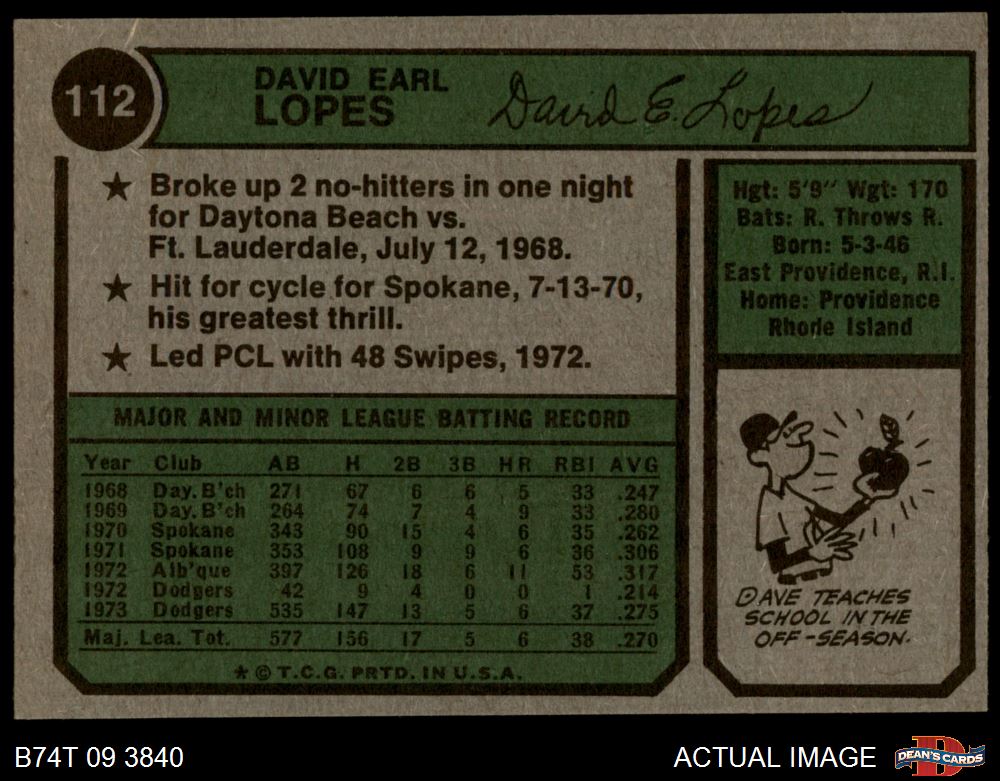 112
DAVID EARL
LOPES
David E. Lopes
★ Broke up 2 no-hitters in one night
for Daytona Beach vs.
Ft. Lauderdale, July 12, 1968.
★ Hit for cycle for Spokane, 7-13-70,
his greatest thrill.
★ Led PCL with 48 Swipes, 1972.
MAJOR AND MINOR LEAGUE BATTING RECORD
Year Club AB H 2B 3B HR RBI AVG
1968 Day. B'ch 271 67 6 6 5 33 .247
1969 Day. B'ch 264 74 7 4 9 33 .280
1970 Spokane 343 90 15 4 6 35 .262
1971 Spokane 353 108 9 9 6 36 .306
1972 Alb'que 397 126 18 6 11 53 .317
1972 Dodgers 42 9 4 0 0 1 .214
1973 Dodgers 535 147 13 5 6 37 .275
Maj. Lea. Tot. 577 156 17 5 6 38 .270
* © T.C.G. PRTD. IN U.S.A.
Hgt: 5'9" Wgt: 170
Bats: R. Throws R.
Born: 5-3-46
East Providence, R.I.
Home: Providence
Rhode Island
DAVE TEACHES
SCHOOL IN THE
OFF-SEASON.
B74T 09 3840
ACTUAL IMAGE
D
DEAN'S CARDS